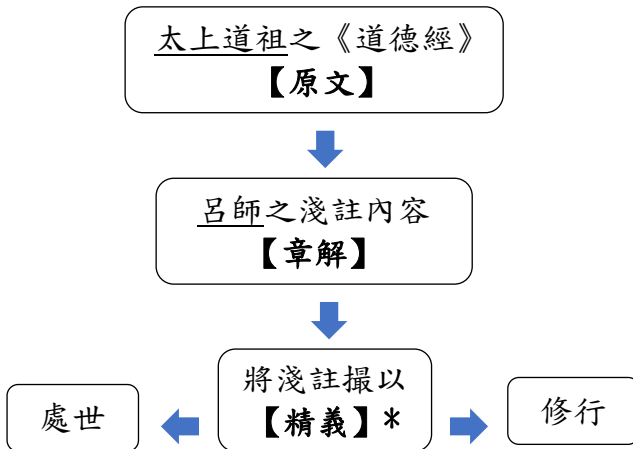 太上道祖之《道德經》
【原文】
呂師之淺註內容
【章解】
將淺註撮以
【精義】*
處世
修行